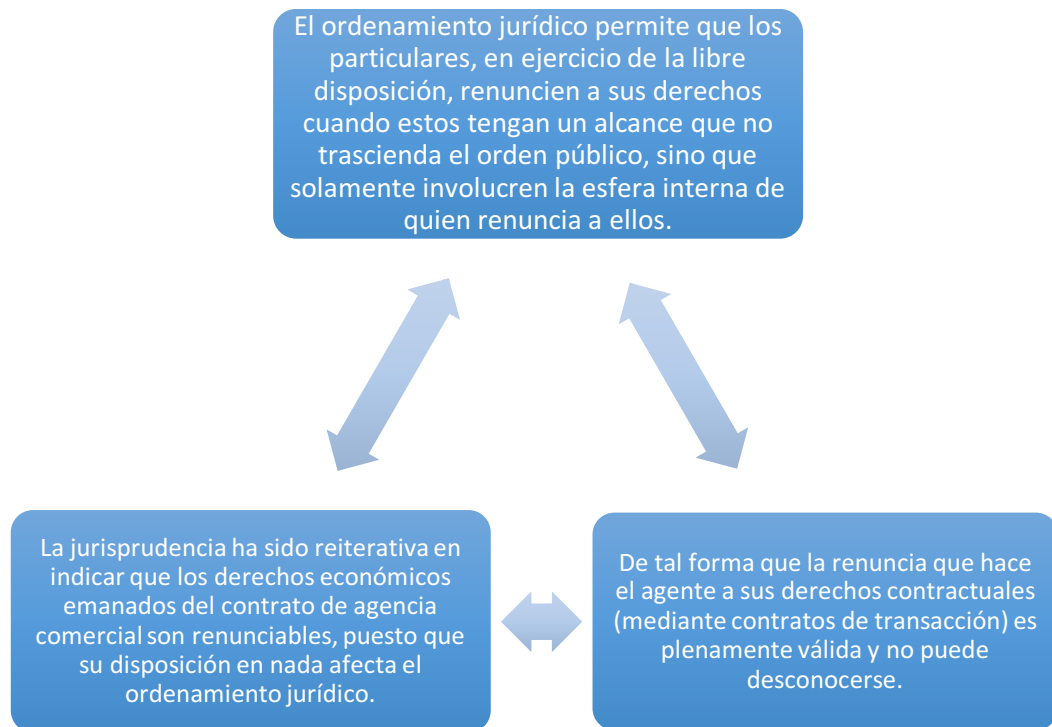 El ordenamiento jurídico permite que los
particulares, en ejercicio de la libre
disposición, renuncien a sus derechos
cuando estos tengan un alcance que no
trascienda el orden público, sino que
solamente involucren la esfera interna de
quien renuncia a ellos.
La jurisprudencia ha sido reiterativa en
indicar que los derechos económicos
emanados del contrato de agencia
comercial son renunciables, puesto que
su disposición en nada afecta el
ordenamiento jurídico.
De tal forma que la renuncia que hace
el agente a sus derechos contractuales
(mediante contratos de transacción) es
plenamente válida y no puede
desconocerse.